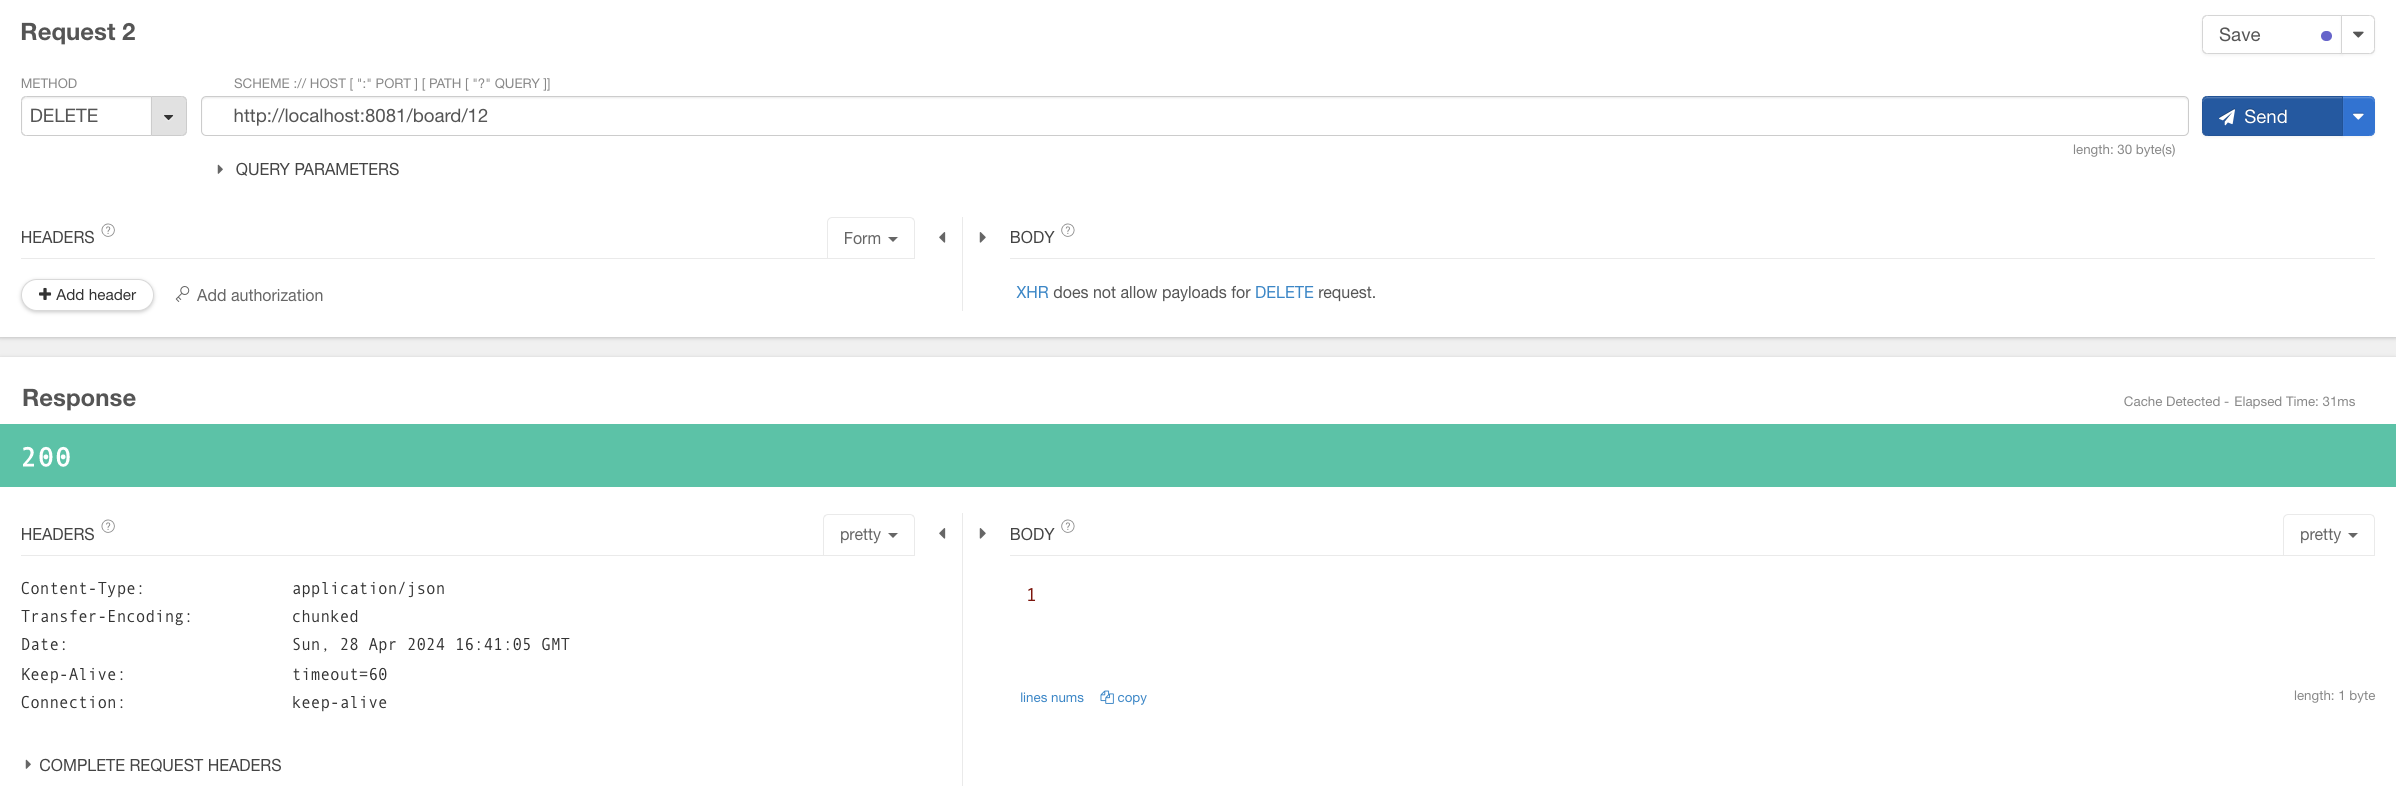 Request 2
Save
METHOD
SCHEME :// HOST [ ":" PORT ] [ PATH [ "?" QUERY ]]
DELETE
http://localhost:8081/board/12
Send
length: 30 byte(s)
QUERY PARAMETERS
HEADERS ?
Form
BODY ?
Add header
Add authorization
XHR does not allow payloads for DELETE request.
Response
Cache Detected - Elapsed Time: 31ms
200
HEADERS ?
pretty
BODY ?
pretty
Content-Type: application/json
Transfer-Encoding: chunked
Date: Sun, 28 Apr 2024 16:41:05 GMT
Keep-Alive: timeout=60
Connection: keep-alive
1
lines nums
copy
length: 1 byte
COMPLETE REQUEST HEADERS